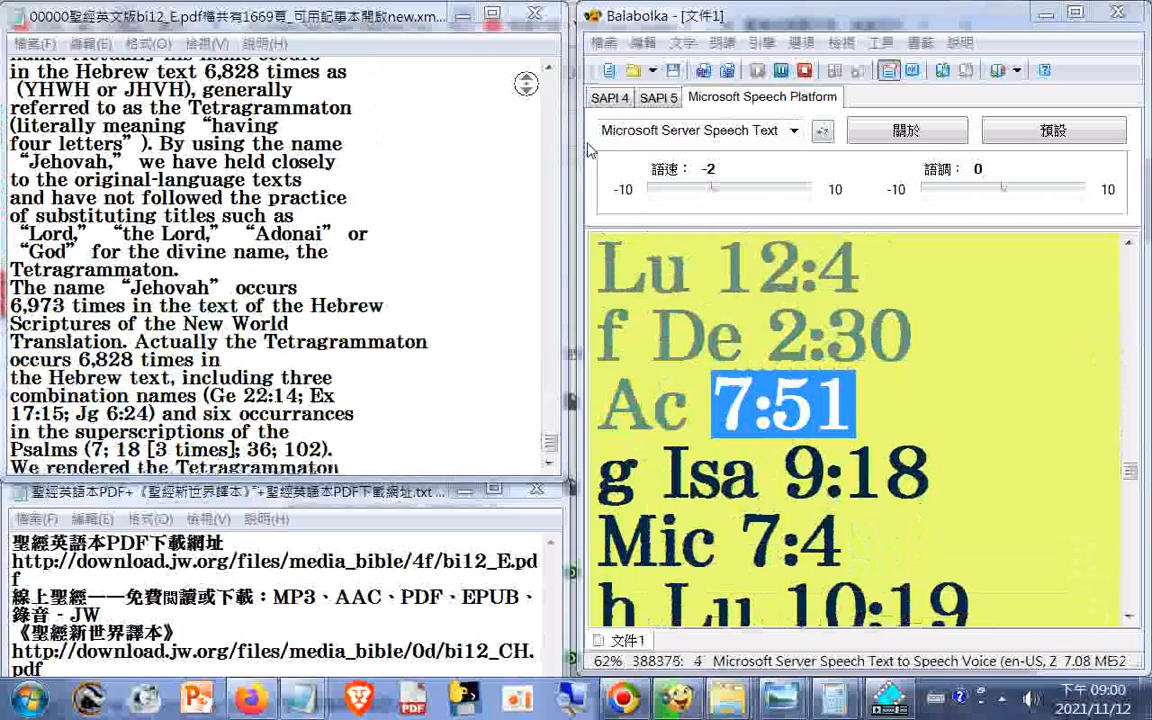 00000聖經英文版bi12_E.pdf檔共有1669頁_可用記事本開啟new.xm...
檔案(F) 編輯(E) 格式(O) 檢視(V) 說明(H)
in the Hebrew text 6,828 times as
(YHWH or JHVH), generally
referred to as the Tetragrammaton
(literally meaning “having
four letters” ). By using the name
“Jehovah,” we have held closely
to the original-language texts
and have not followed the practice
of substituting titles such as
“Lord,” “the Lord,” “Adonai” or
“God” for the divine name, the
Tetragrammaton.
The name “Jehovah” occurs
6,973 times in the text of the Hebrew
Scriptures of the New World
Translation. Actually the Tetragrammaton
occurs 6,828 times in
the Hebrew text, including three
combination names (Ge 22:14; Ex
17:15; Jg 6:24) and six occurrances
in the superscriptions of the
Psalms (7; 18 [3 times]; 36; 102).
We rendered the Tetragrammaton
聖經英語本PDF+《聖經新世界譯本》+聖經英語本PDF下載網址.txt ...
檔案(F) 編輯(E) 格式(O) 檢視(V) 說明(H)
聖經英語本PDF下載網址
http://download.jw.org/files/media_bible/4f/bi12_E.pd
f
線上聖經——免費閱讀或下載：MP3、AAC、PDF、EPUB、
錄音 - JW
《聖經新世界譯本》
http://download.jw.org/files/media_bible/0d/bi12_CH.
pdf
Balabolka - [文件1]
檔案 編輯 文字 朗讀 引擎 選項 檢視 工具 書籤 說明
SAPI 4 SAPI 5 Microsoft Speech Platform
Microsoft Server Speech Text 關於 預設
語速： -2 語調： 0
-10 10 -10 10
Lu 12:4
f De 2:30
Ac 7:51
g Isa 9:18
Mic 7:4
h Lu 10:19
文件1
62% 388375: 4 Microsoft Server Speech Text to Speech Voice (en-US, Z 7.08 MB
PDF
下午 09:00
2021/11/12